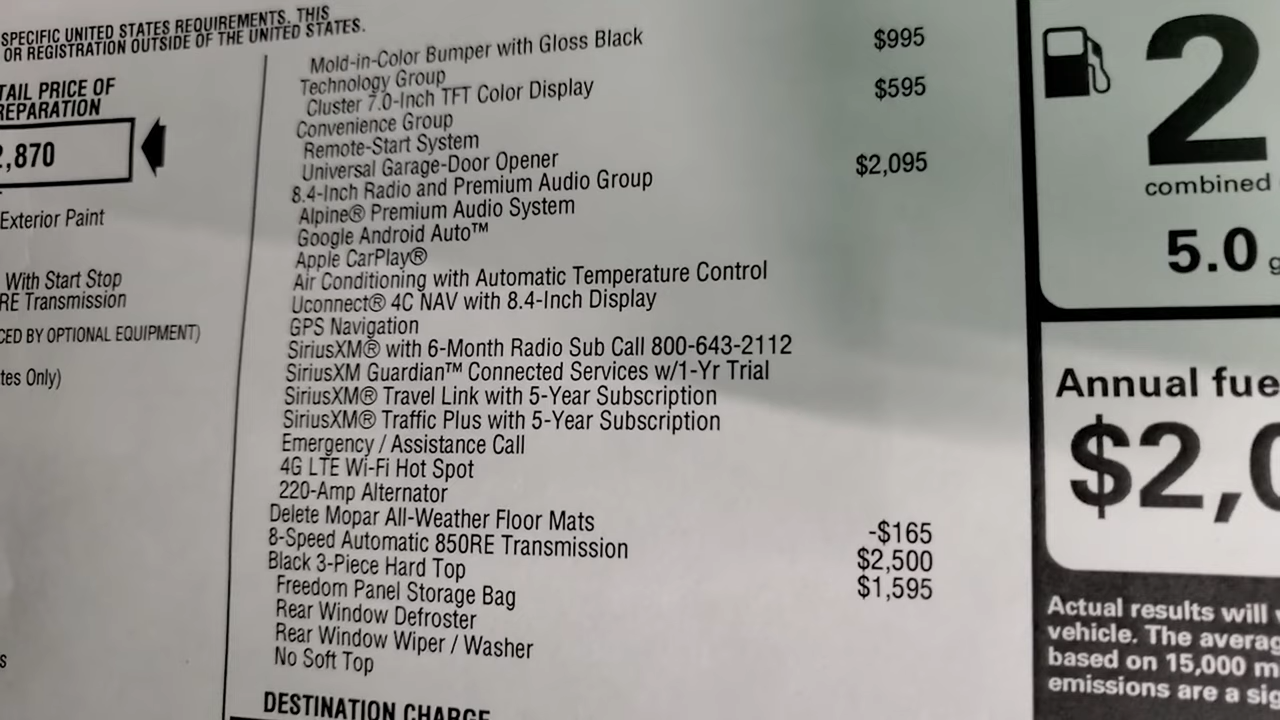 SPECIFIC UNITED STATES REQUIREMENTS. THIS
OR REGISTRATION OUTSIDE OF THE UNITED STATES.
TAIL PRICE OF
REPARATION
,870
Exterior Paint
With Start Stop
RE Transmission
CED BY OPTIONAL EQUIPMENT)
tes Only)
s
Mold-in-Color Bumper with Gloss Black
Technology Group $995
Cluster 7.0-Inch TFT Color Display
Convenience Group $595
Remote-Start System
Universal Garage-Door Opener
8.4-Inch Radio and Premium Audio Group $2,095
Alpine® Premium Audio System
Google Android Auto™
Apple CarPlay®
Air Conditioning with Automatic Temperature Control
Uconnect® 4C NAV with 8.4-Inch Display
GPS Navigation
SiriusXM® with 6-Month Radio Sub Call 800-643-2112
SiriusXM Guardian™ Connected Services w/1-Yr Trial
SiriusXM® Travel Link with 5-Year Subscription
SiriusXM® Traffic Plus with 5-Year Subscription
Emergency / Assistance Call
4G LTE Wi-Fi Hot Spot
220-Amp Alternator
Delete Mopar All-Weather Floor Mats -$165
8-Speed Automatic 850RE Transmission $2,500
Black 3-Piece Hard Top $1,595
Freedom Panel Storage Bag
Rear Window Defroster
Rear Window Wiper / Washer
No Soft Top
DESTINATION CHARGE
2
combined
5.0 g
Annual fue
$2,0
Actual results will
vehicle. The averag
based on 15,000 m
emissions are a sig